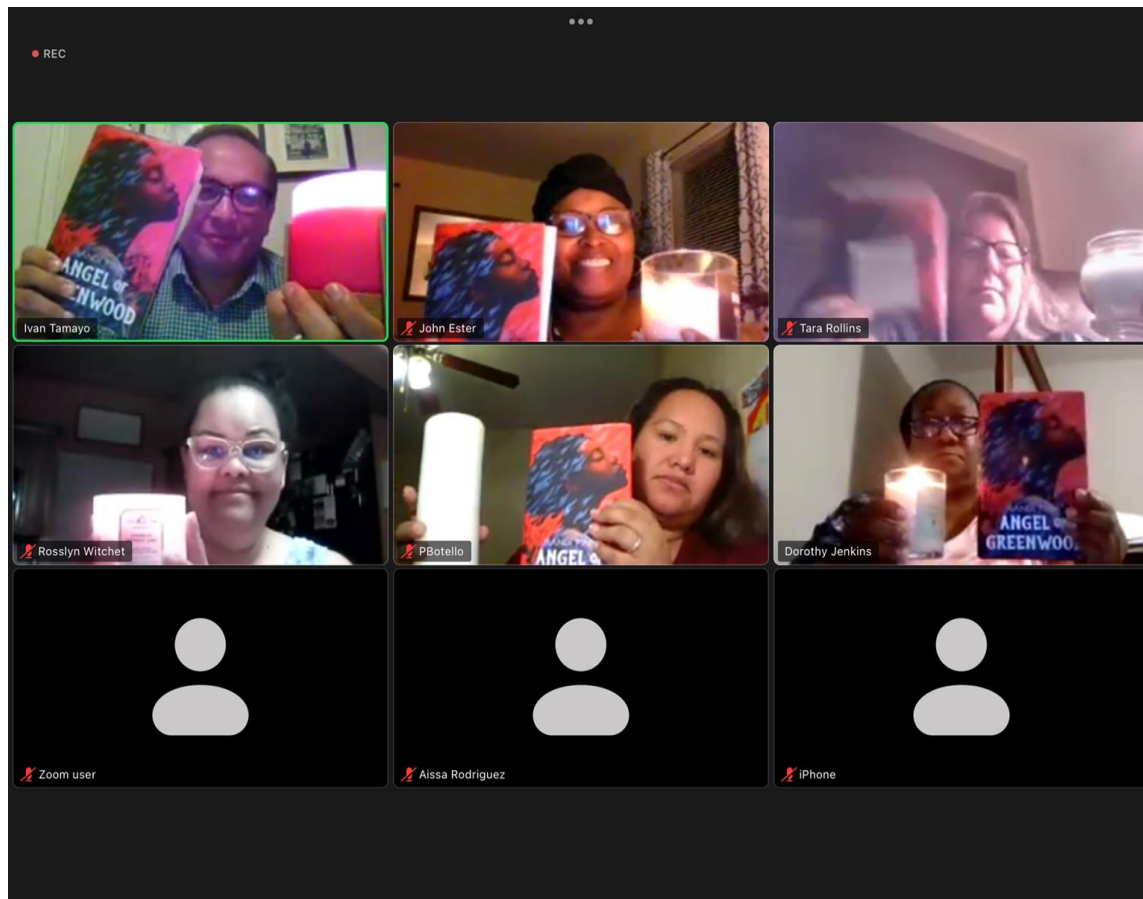 REC
ANGEL OF
GREENWOOD
Ivan Tamayo
John Ester
Tara Rollins
Rosslyn Witchet
ANGEL OF
PBotello
ANGEL OF
GREENWOO
Dorothy Jenkins
Zoom user
Aissa Rodriguez
iPhone